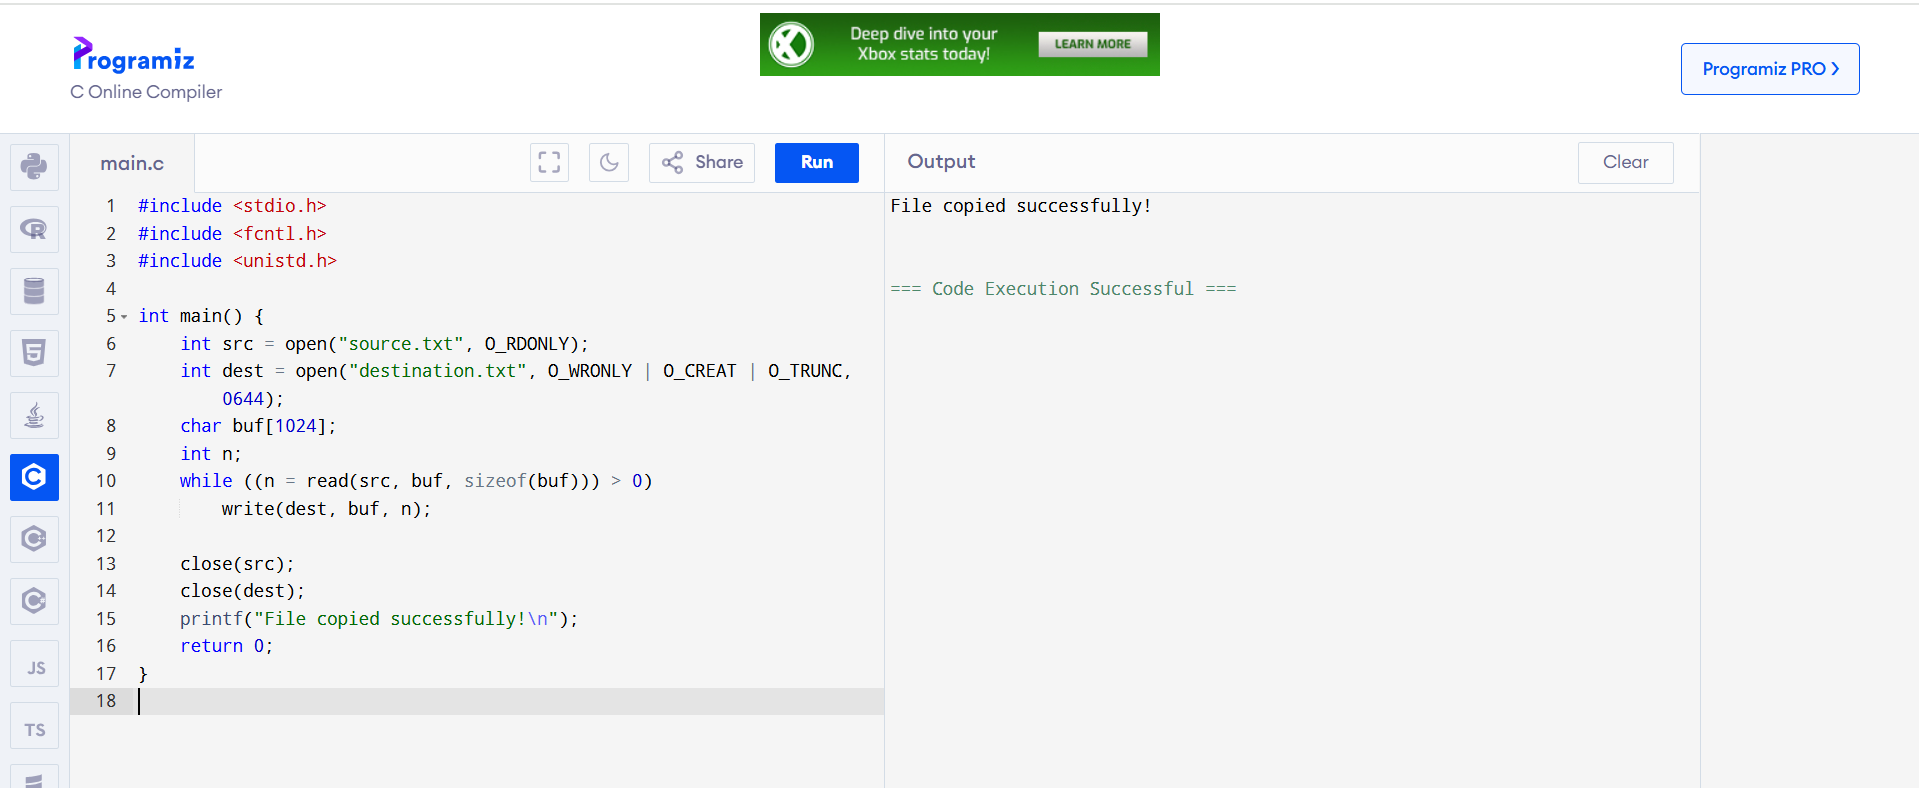 Programiz
C Online Compiler
Deep dive into your
Xbox stats today!
LEARN MORE
Programiz PRO
main.c
Share
Run
Output
Clear
1 #include <stdio.h>
2 #include <fcntl.h>
3 #include <unistd.h>
4
5 int main() {
6 int src = open("source.txt", O_RDONLY);
7 int dest = open("destination.txt", O_WRONLY | O_CREAT | O_TRUNC,
0644);
8 char buf[1024];
9 int n;
10 while ((n = read(src, buf, sizeof(buf))) > 0)
11 write(dest, buf, n);
12
13 close(src);
14 close(dest);
15 printf("File copied successfully!\n");
16 return 0;
17 }
18
File copied successfully!
=== Code Execution Successful ===
R
5
C
C
C
JS
TS